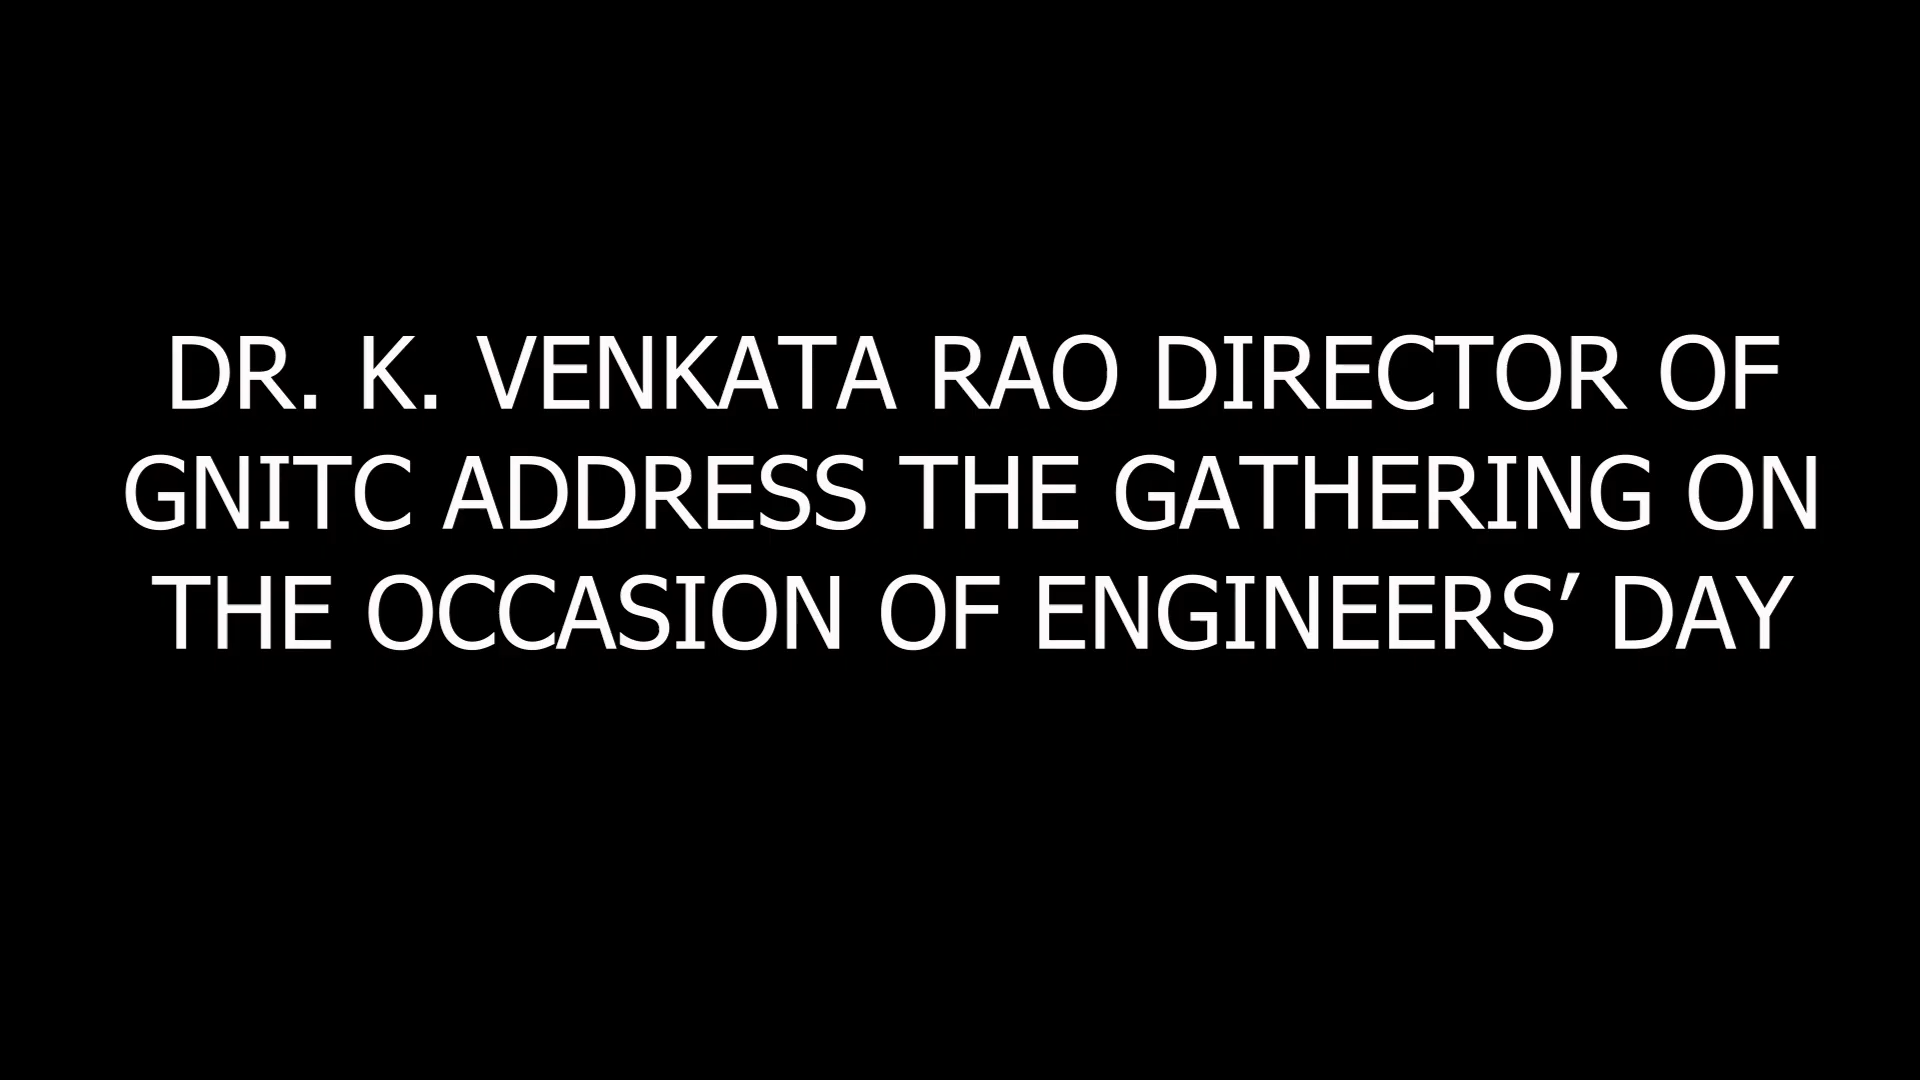 DR. K. VENKATA RAO DIRECTOR OF
GNITC ADDRESS THE GATHERING ON
THE OCCASION OF ENGINEERS’ DAY